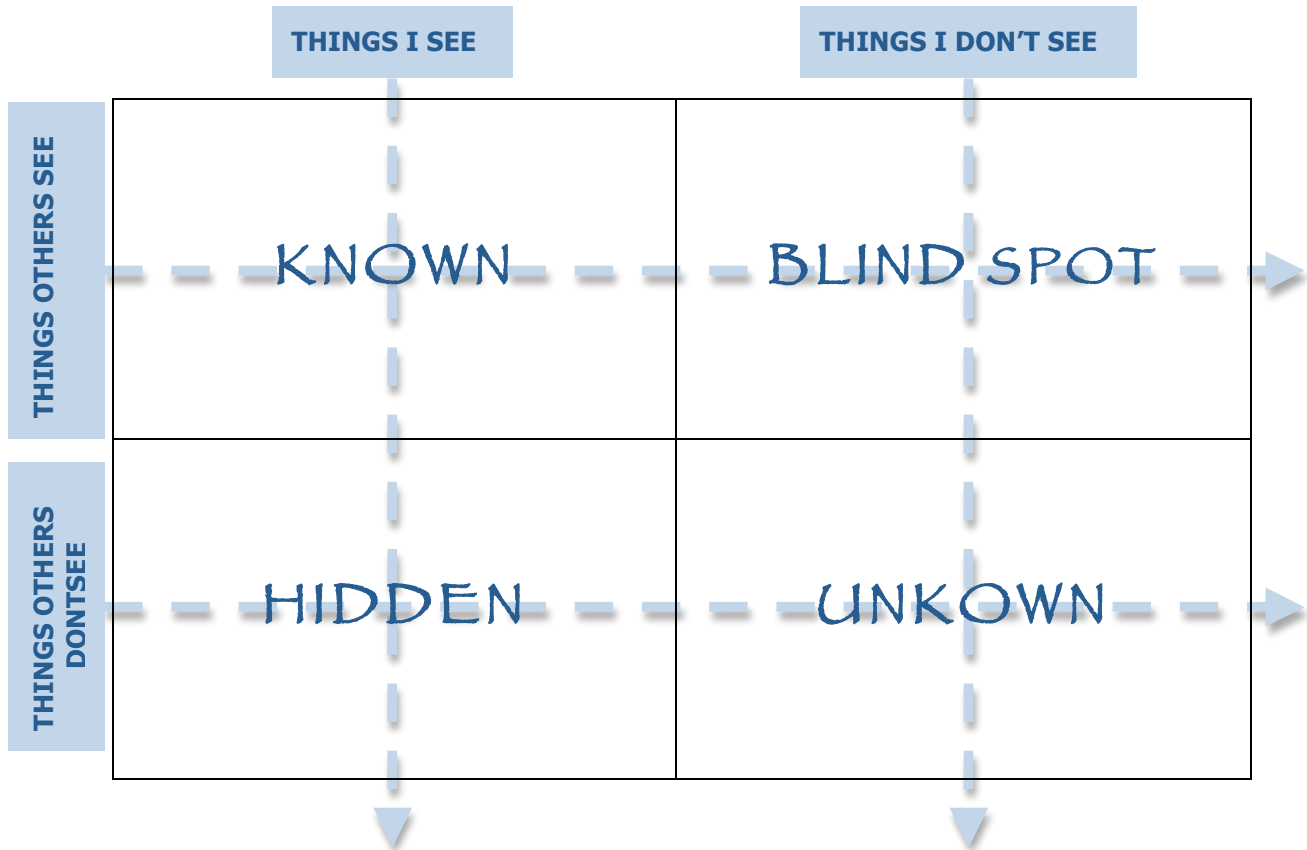 THINGS I SEE
THINGS I DON’T SEE
THINGS OTHERS SEE
KNOWN
BLIND SPOT
THINGS OTHERS
DONTSEE
HIDDEN
UNKOWN